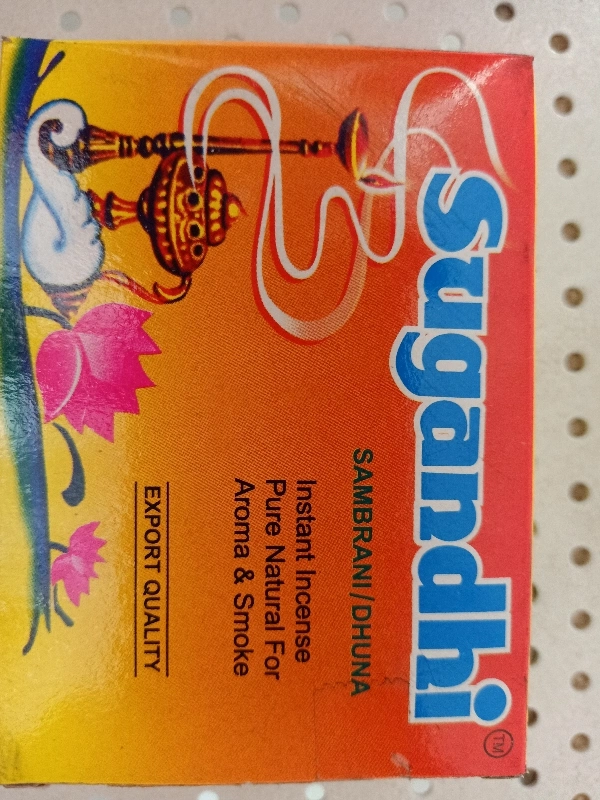 Sugandhi
TM
SAMBRANI/DHUNA
Instant Incense
Pure Natural For
Aroma & Smoke
EXPORT QUALITY